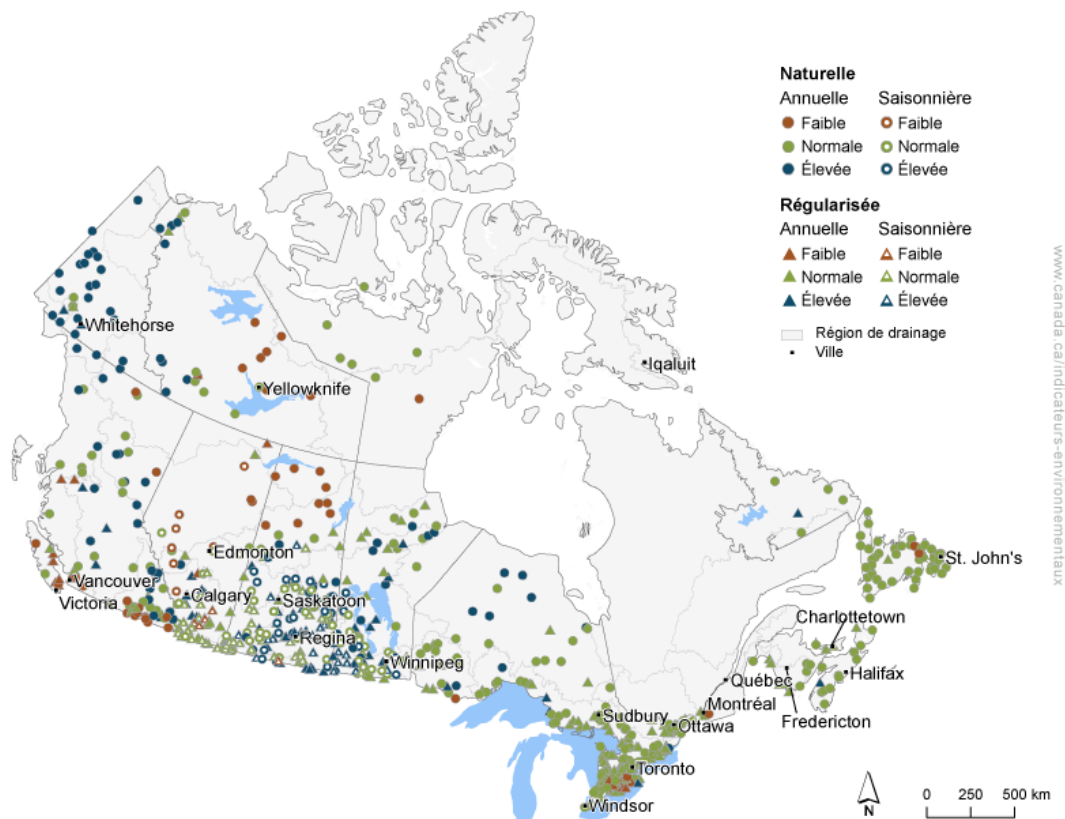 Naturelle
Annuelle Saisonnière
Faible Faible
Normale Normale
Élevée Élevée
Régularisée
Annuelle Saisonnière
Faible Faible
Normale Normale
Élevée Élevée
Région de drainage
Ville
www.canada.ca/indicateurs-environnementaux
Whitehorse
Iqaluit
Yellowknife
Edmonton
St. John's
Vancouver
Victoria
Calgary
Saskatoon
Charlottetown
Regina
Winnipeg
Halifax
Québec
Montréal
Fredericton
Sudbury
Ottawa
Toronto
Windsor
N
0 250 500 km